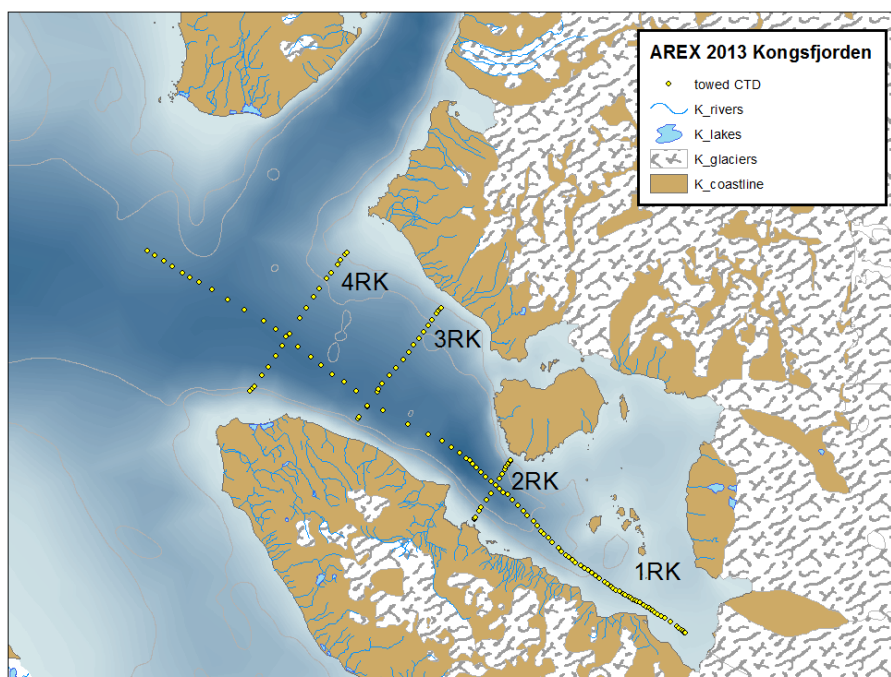 AREX 2013 Kongsfjorden
towed CTD
K_rivers
K_lakes
K_glaciers
K_coastline
4RK
3RK
2RK
1RK